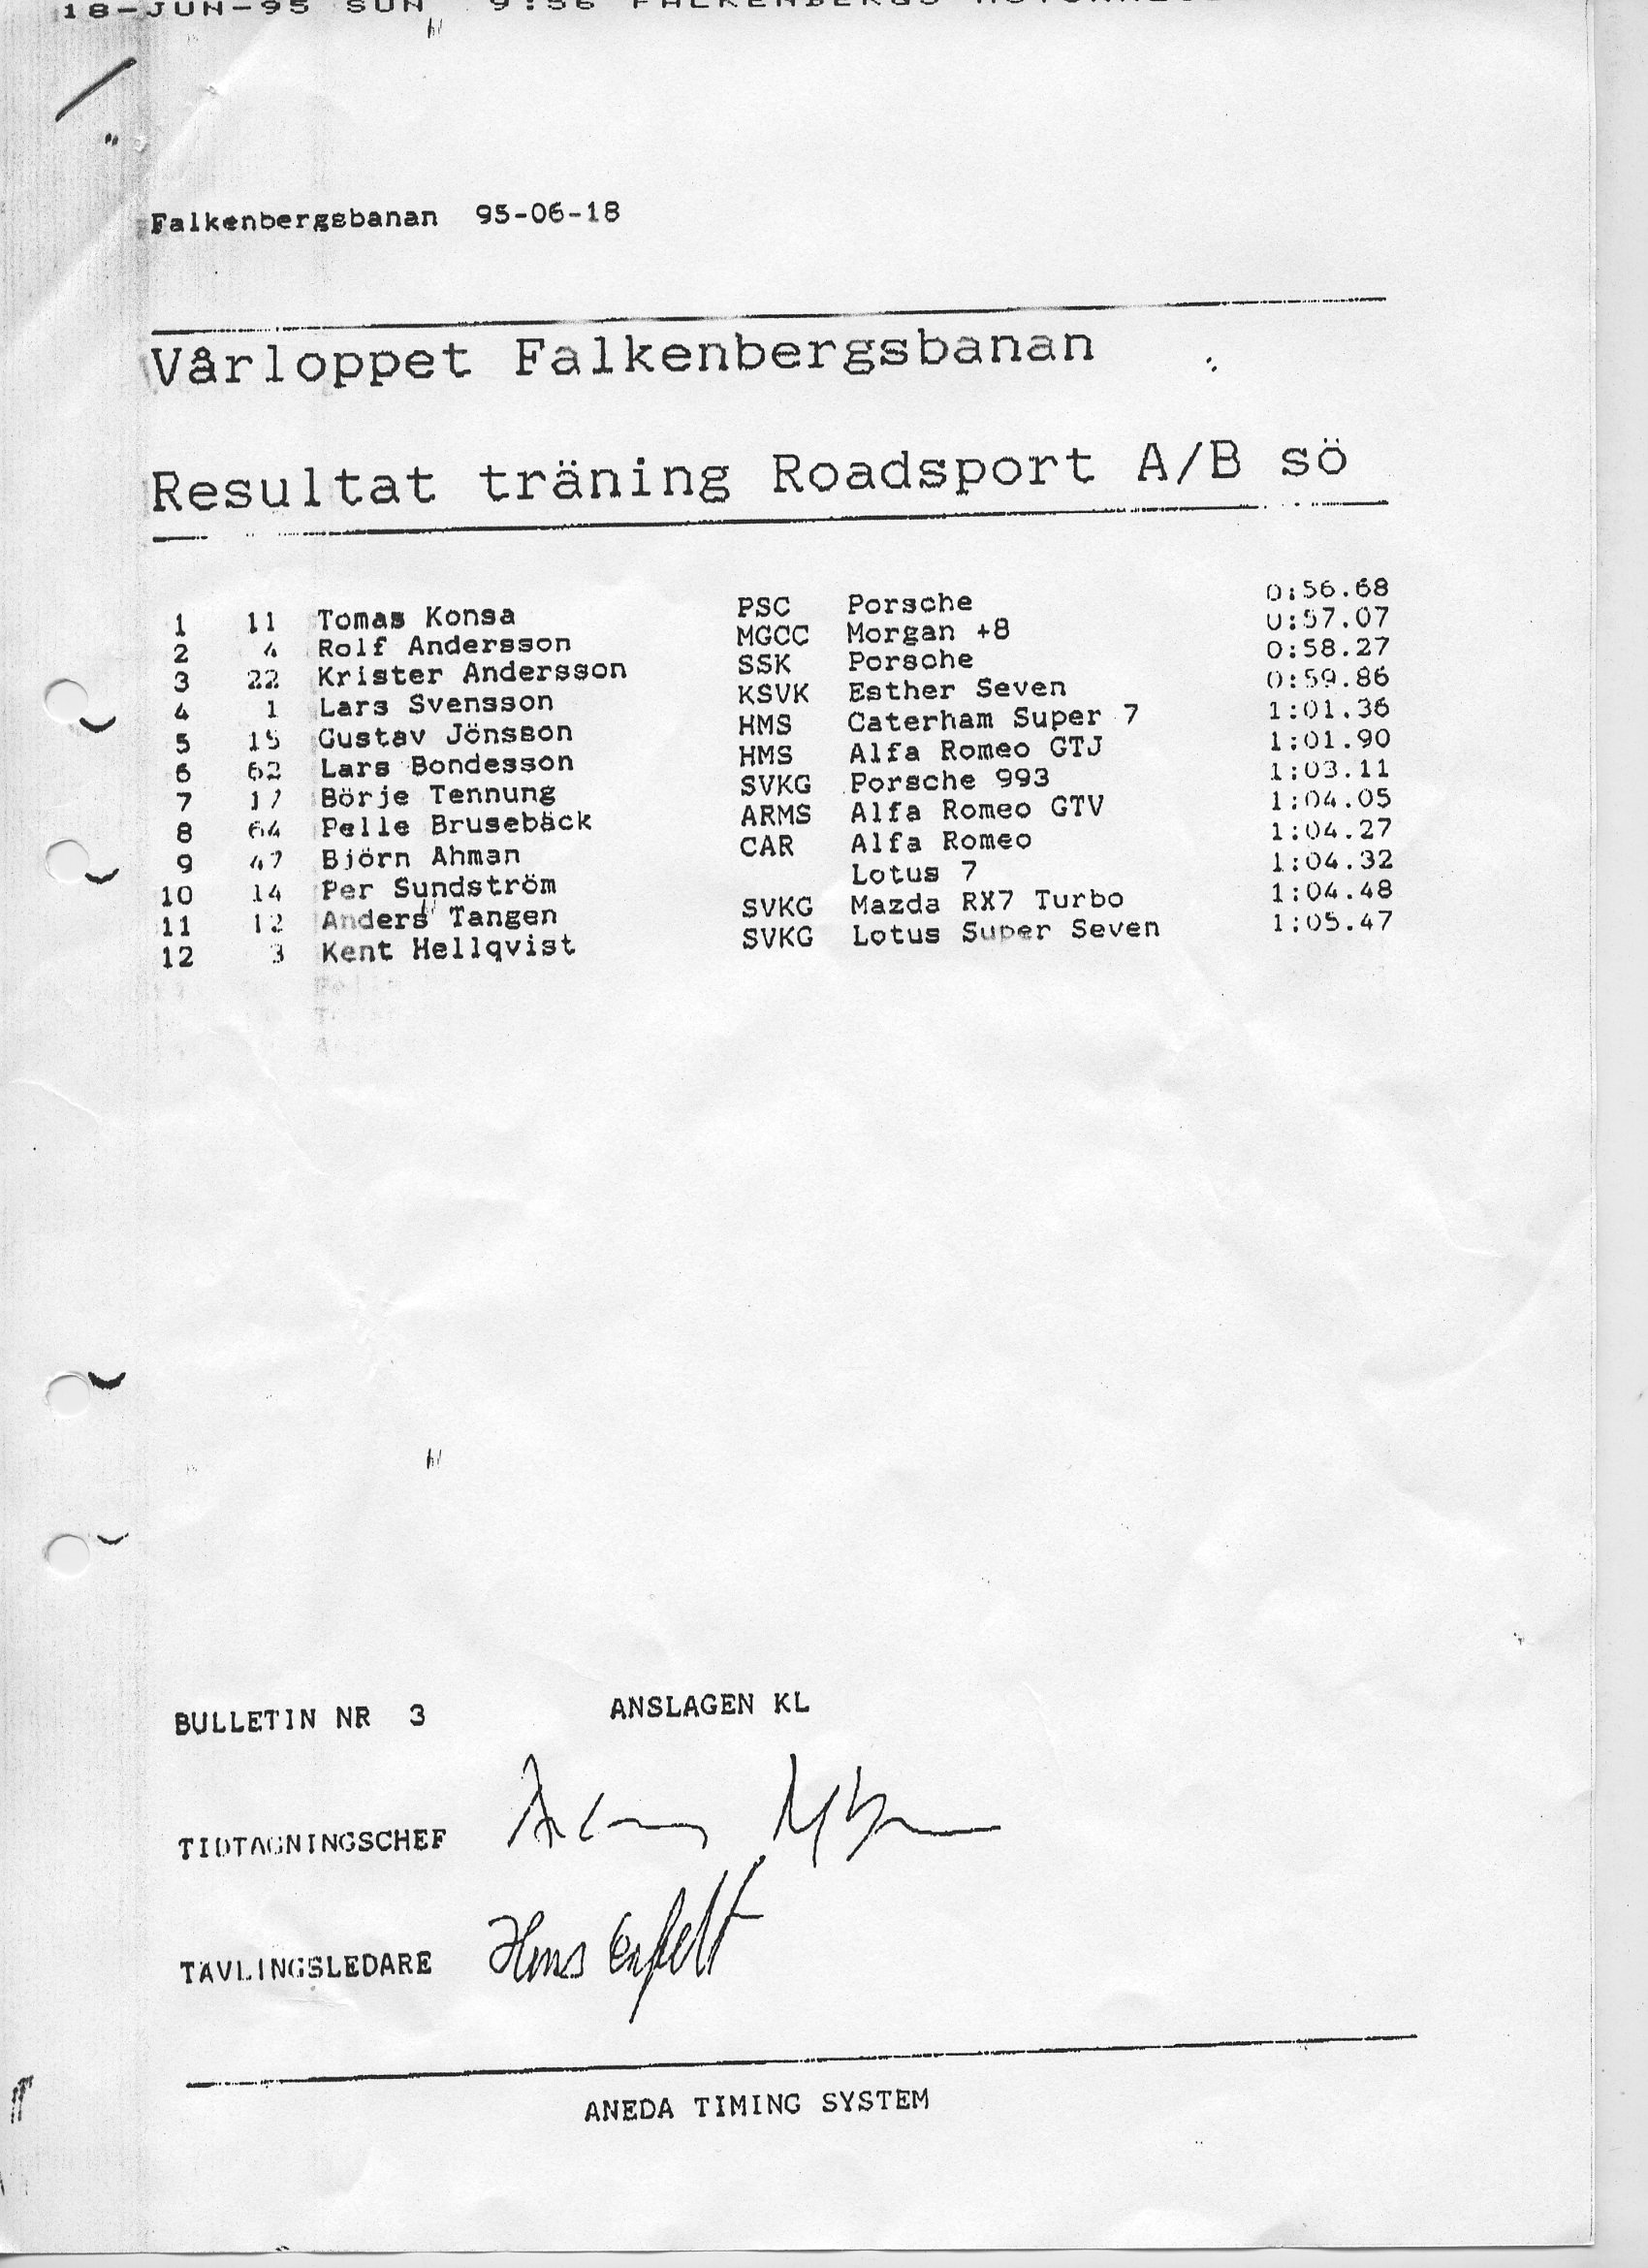 18-JUN-95 SUN 9:56 FALKENBERGS
Falkenbergsbanan 95-06-18
Vårloppet Falkenbergsbanan
Resultat träning Roadsport A/B sö
1 11 Tomas Konsa PSC Porsche 0:56.68
2 4 Rolf Andersson MGCC Morgan +8 0:57.07
3 22 Krister Andersson SSK Porsche 0:58.27
4 1 Lars Svensson KSVK Esther Seven 0:59.86
5 15 Gustav Jönsson HMS Caterham Super 7 1:01.36
6 62 Lars Bondesson HMS Alfa Romeo GTJ 1:01.90
7 17 Börje Tennung SVKG Porsche 993 1:03.11
8 64 Pelle Brusebäck ARMS Alfa Romeo GTV 1:04.05
9 47 Björn Ahman CAR Alfa Romeo 1:04.27
10 14 Per Sundström Lotus 7 1:04.32
11 12 Anders Tangen SVKG Mazda RX7 Turbo 1:04.48
12 3 Kent Hellqvist SVKG Lotus Super Seven 1:05.47
BULLETIN NR 3 ANSLAGEN KL
TIDTAGNINGSCHEF
TAVLINGSLEDARE Hans
ANEDA TIMING SYSTEM